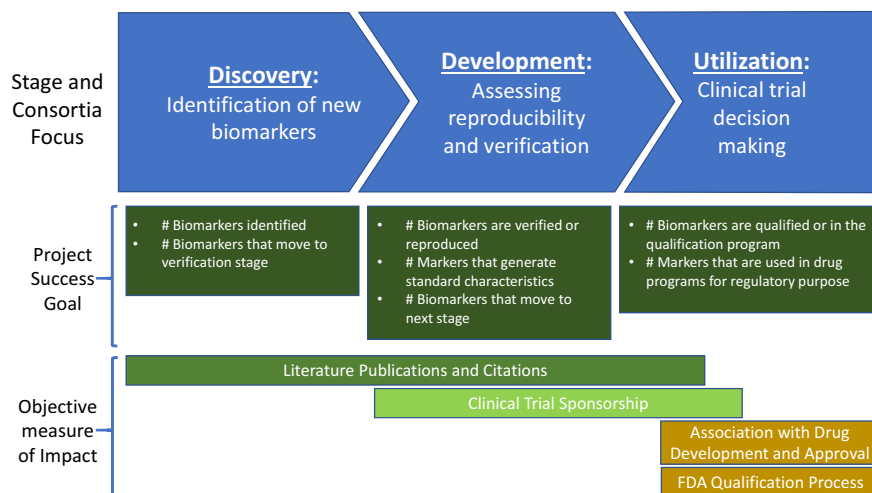 Stage and
Consortia
Focus
Discovery:
Identification of new
biomarkers
Development:
Assessing
reproducibility
and verification
Utilization:
Clinical trial
decision
making
Project
Success
Goal
• # Biomarkers identified
• # Biomarkers that move to
verification stage
• # Biomarkers are verified or
reproduced
• # Markers that generate
standard characteristics
• # Biomarkers that move to
next stage
• # Biomarkers are qualified or in the
qualification program
• # Markers that are used in drug
programs for regulatory purpose
Objective
measure
of Impact
Literature Publications and Citations
Clinical Trial Sponsorship
Association with Drug
Development and Approval
FDA Qualification Process